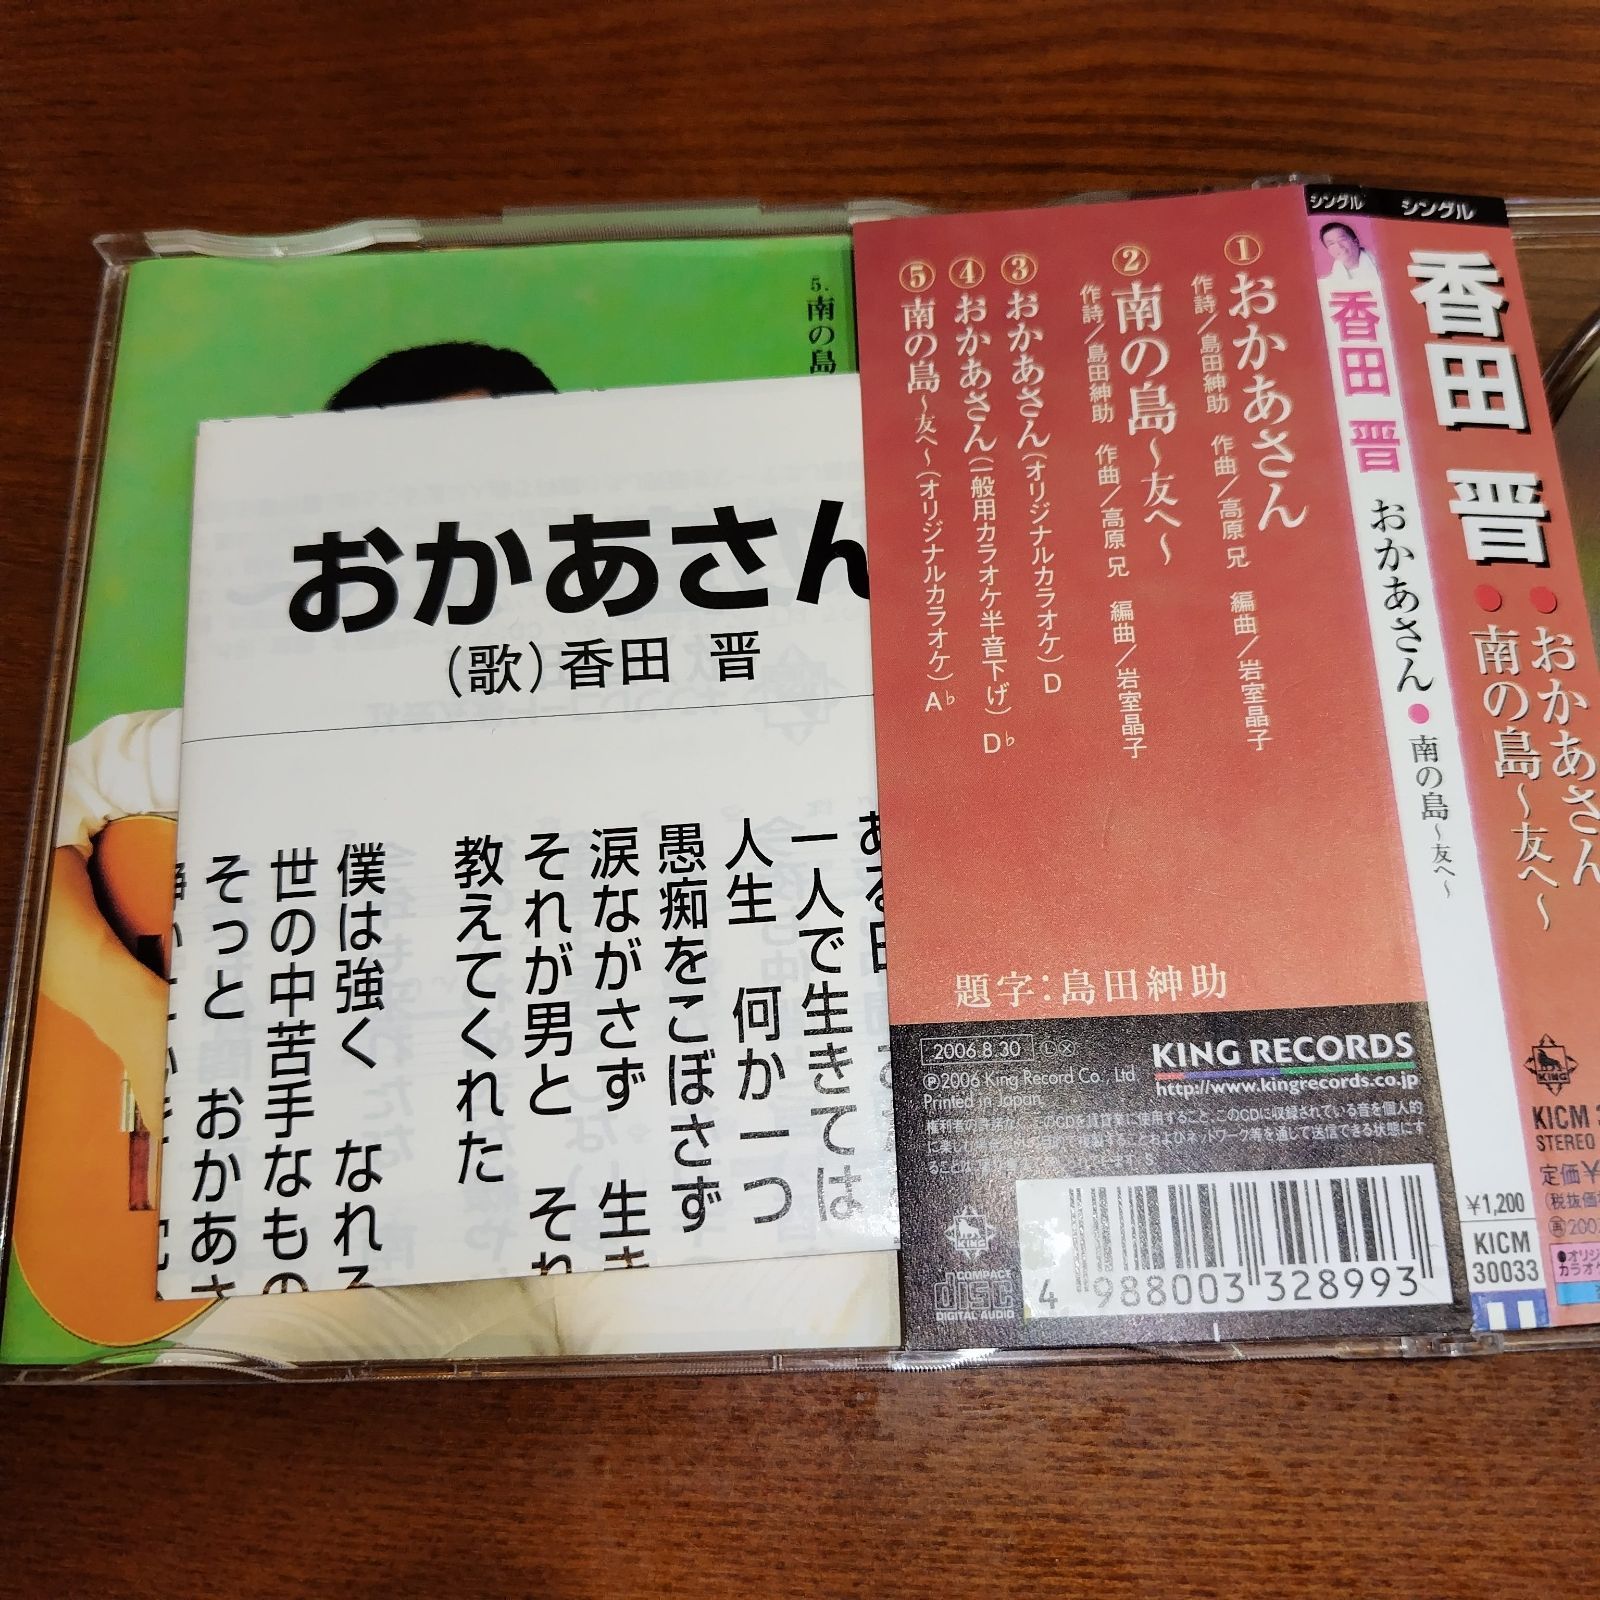 シングル
香田 晋
●おかあさん
●南の島〜友へ〜
KING
STEREO
シングル
香田 晋
おかあさん●南の島〜友へ〜
¥1,200
KICM
30033
①おかあさん
作詩/島田紳助 作曲/高原 兄 編曲/岩室晶子
②南の島〜友へ〜
作詩/島田紳助 作曲/高原 兄 編曲/岩室晶子
③おかあさん(オリジナルカラオケ) D
④おかあさん(一般用カラオケ半音下げ) D♭
⑤南の島〜友へ〜(オリジナルカラオケ) A♭
題字:島田紳助
2006.8.30 Ⓛ Ⓧ
Ⓟ2006 King Record Co., Ltd.
Printed in Japan.
KING RECORDS
http://www.kingrecords.co.jp
KING
COMPACT
disc
DIGITAL AUDIO
4 988003 328993
5.
南の島
おかあさん
(歌)香田 晋
一人で生きては
人生 何か一つ
愚痴をこぼさず
涙ながさず 生き
それが男と それ
教えてくれた
僕は強く なれる
世の中苦手なもの
そっと おかあさ